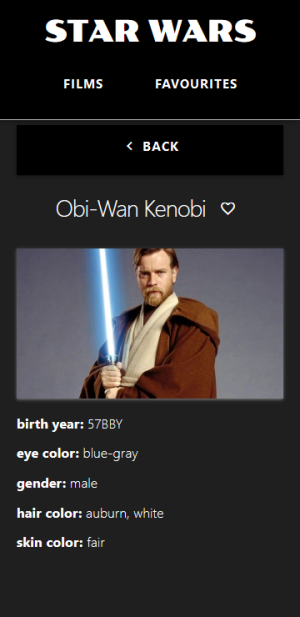 STAR WARS
FILMS FAVOURITES
BACK
Obi-Wan Kenobi
birth year: 57BBY
eye color: blue-gray
gender: male
hair color: auburn, white
skin color: fair